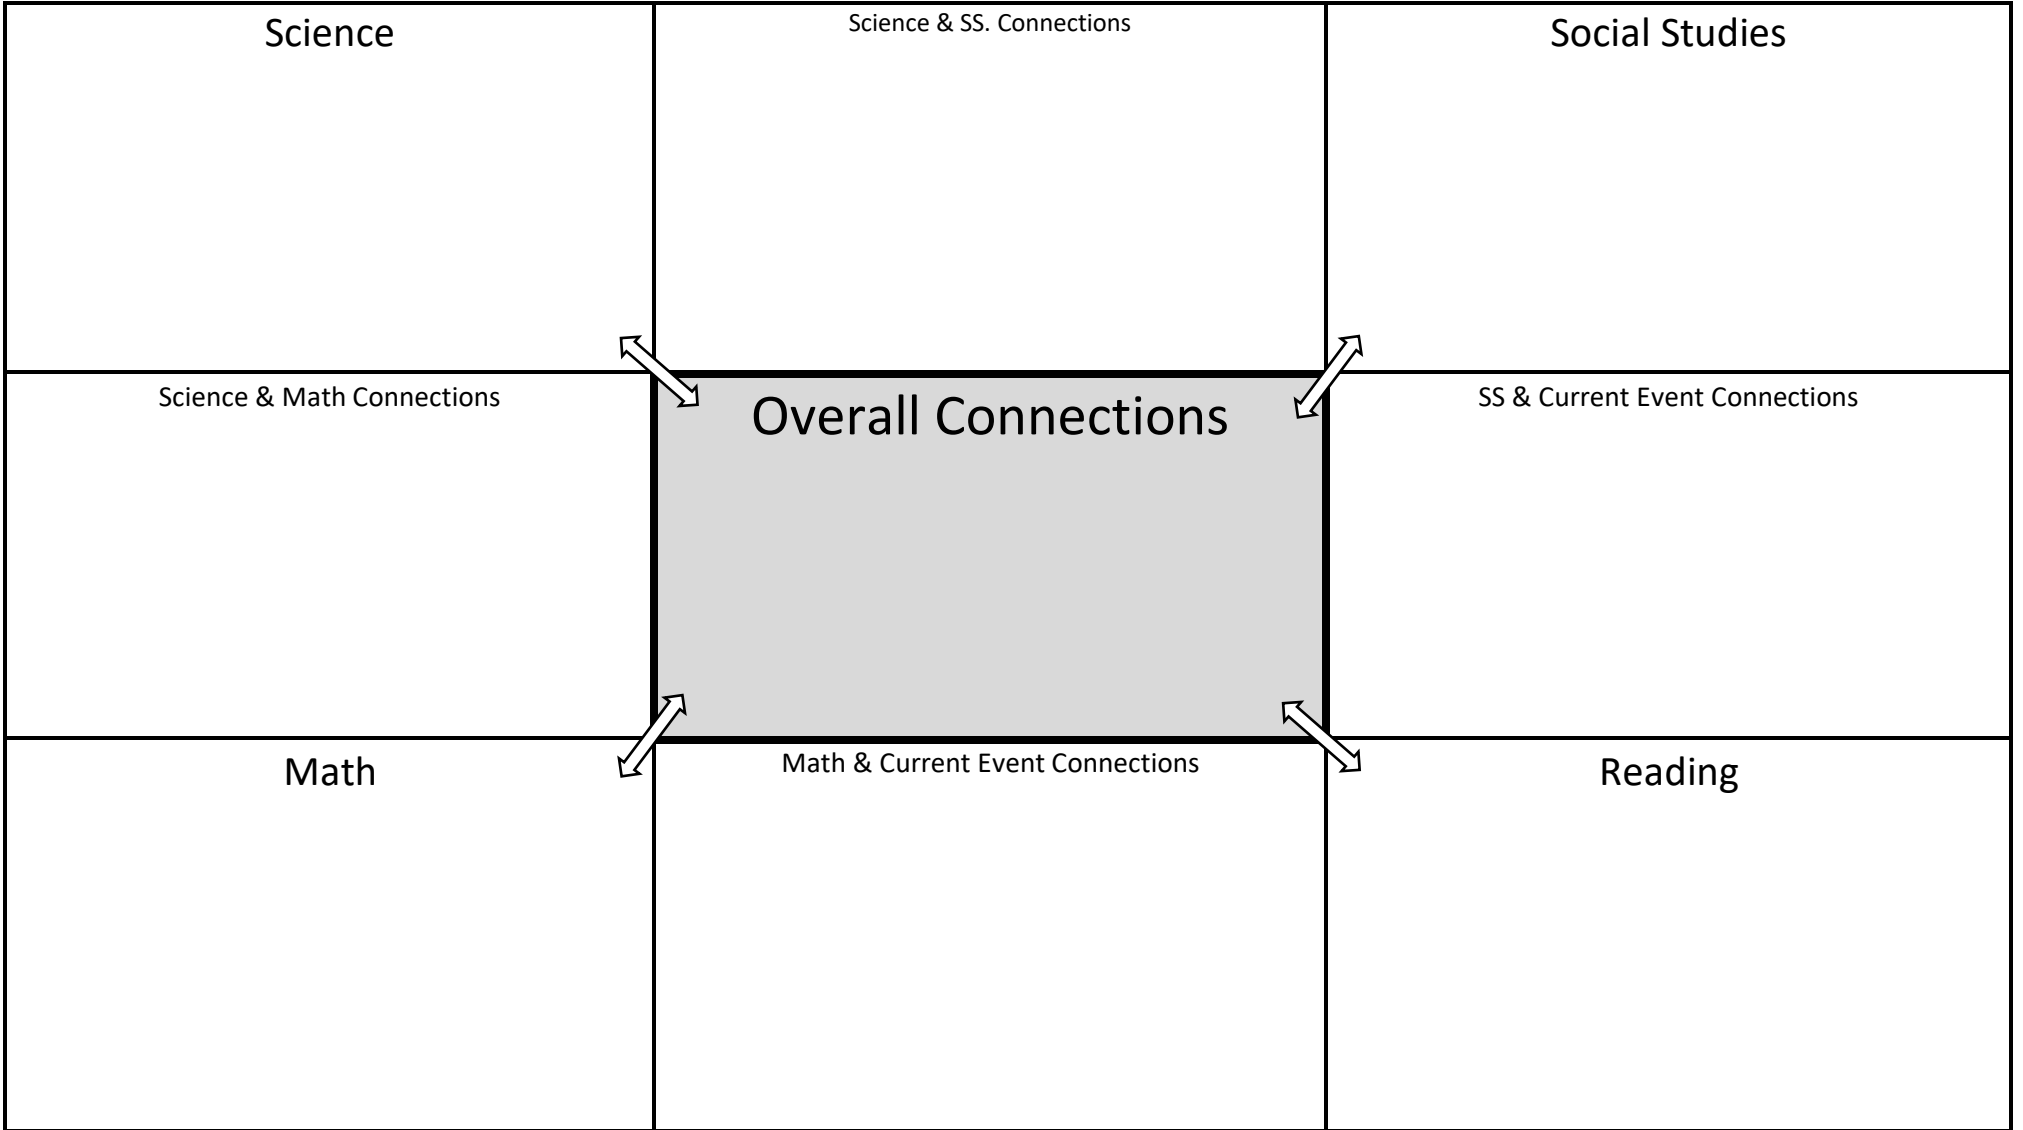 Science
Science & SS. Connections
Social Studies
Science & Math Connections
Overall Connections
SS & Current Event Connections
Math
Math & Current Event Connections
Reading